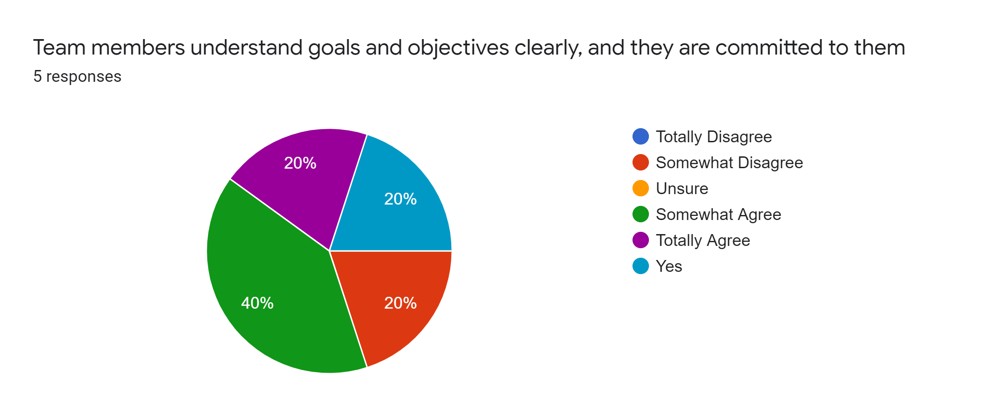 Team members understand goals and objectives clearly, and they are committed to them
5 responses
20%
20%
40%
20%
Totally Disagree
Somewhat Disagree
Unsure
Somewhat Agree
Totally Agree
Yes